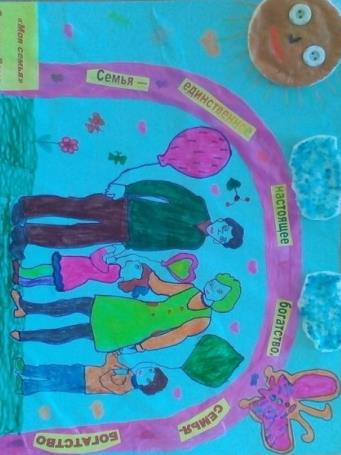 «Моя семья»
Семья —
единственное
настоящее
богатство.
СЕМЬЯ-
БОГАТСТВО